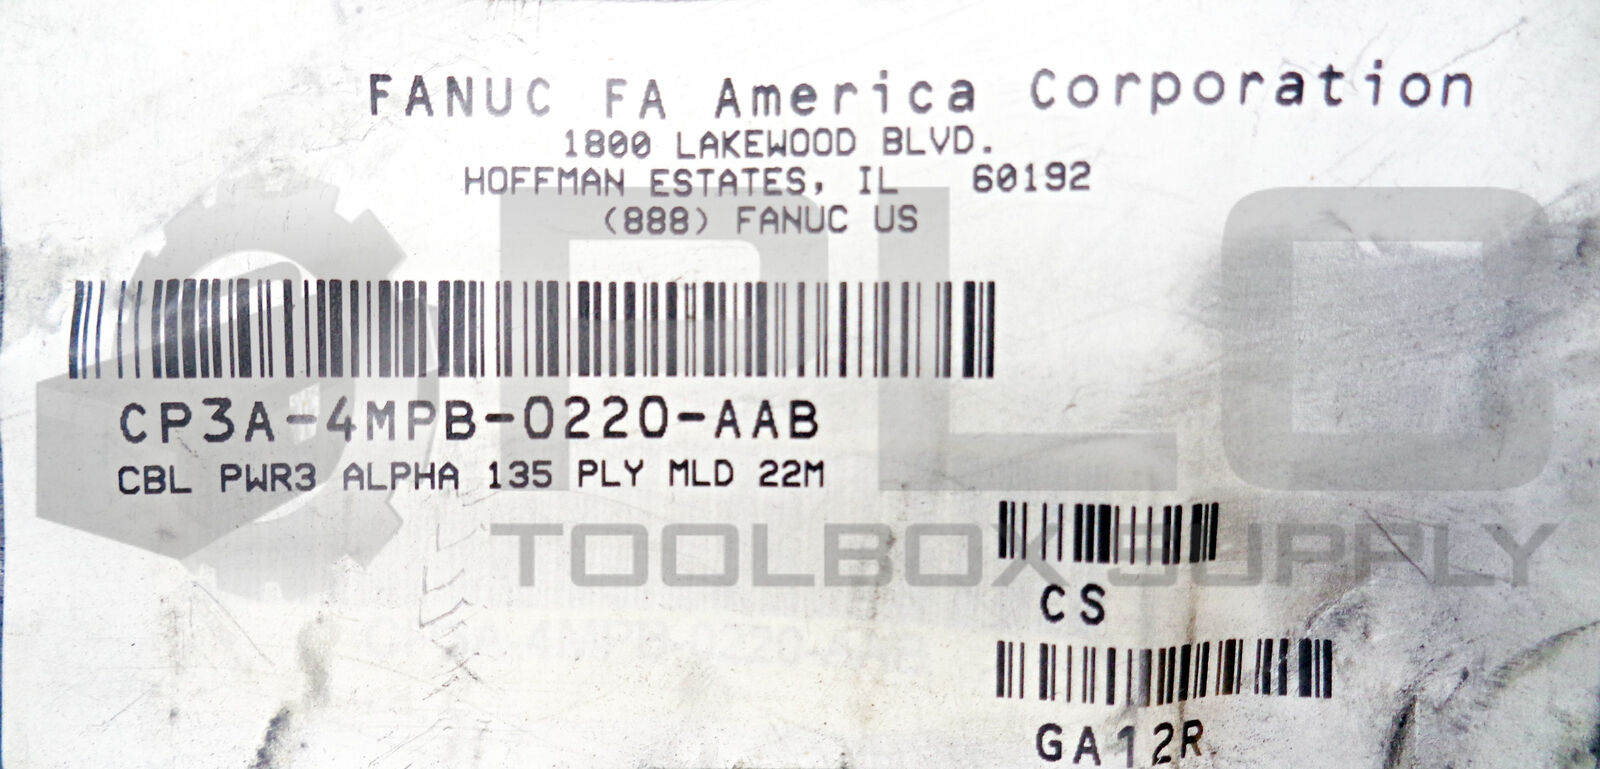 FANUC FA America Corporation
1800 LAKEWOOD BLVD.
HOFFMAN ESTATES, IL 60192
(888) FANUC US
CP3A-4MPB-0220-AAB
CBL PWR3 ALPHA 135 PLY MLD 22M
CS
GA12R
PLC
TOOLBOX SUPPLY